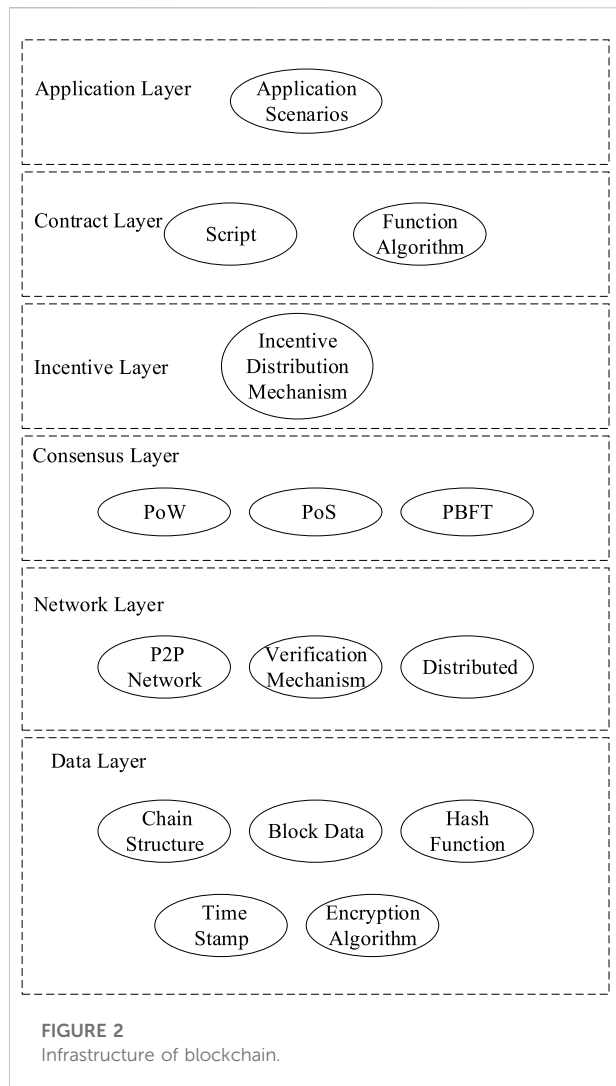 Application Layer
Application
Scenarios
Contract Layer
Script
Function
Algorithm
Incentive Layer
Incentive
Distribution
Mechanism
Consensus Layer
PoW
PoS
PBFT
Network Layer
P2P
Network
Verification
Mechanism
Distributed
Data Layer
Chain
Structure
Block Data
Hash
Function
Time
Stamp
Encryption
Algorithm
FIGURE 2
Infrastructure of blockchain.